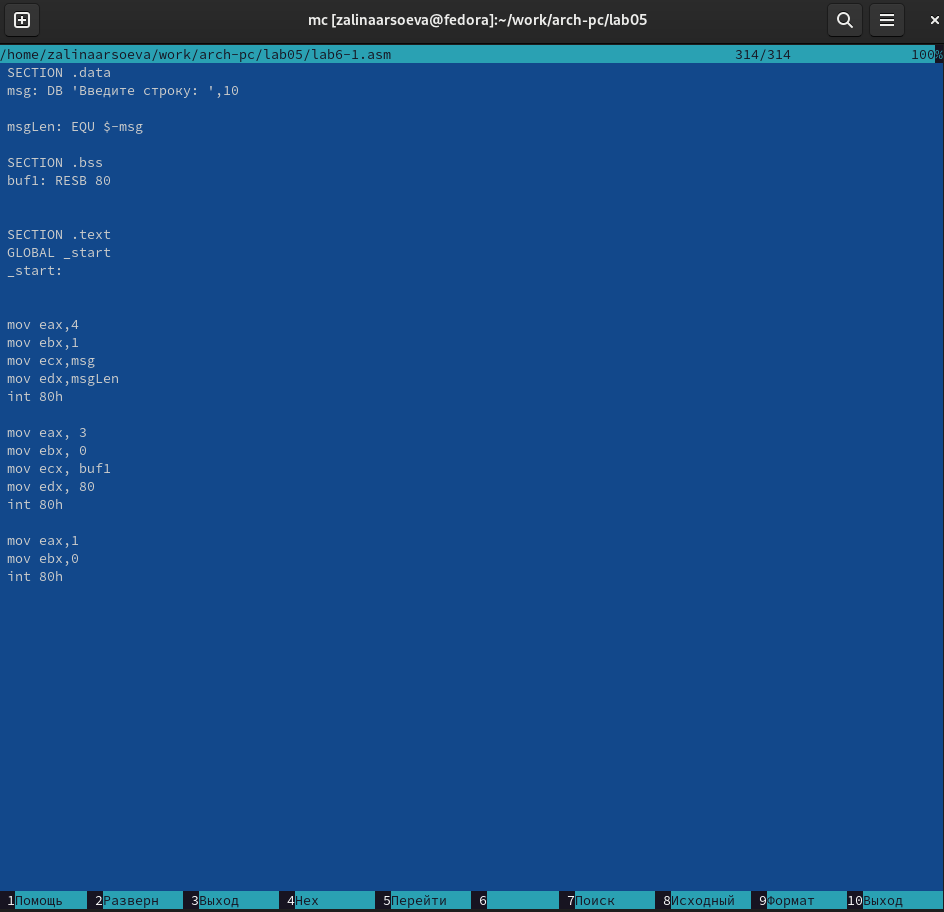 mc [zalinaarsoeva@fedora]:~/work/arch-pc/lab05
/home/zalinaarsoeva/work/arch-pc/lab05/lab6-1.asm 314/314 100%
SECTION .data
msg: DB 'Введите строку: ',10
msgLen: EQU $-msg
SECTION .bss
buf1: RESB 80
SECTION .text
GLOBAL _start
_start:
mov eax,4
mov ebx,1
mov ecx,msg
mov edx,msgLen
int 80h
mov eax, 3
mov ebx, 0
mov ecx, buf1
mov edx, 80
int 80h
mov eax,1
mov ebx,0
int 80h
1Помощь 2Разверн 3Выход 4Hex 5Перейти 6 7Поиск 8Исходный 9Формат 10Выход